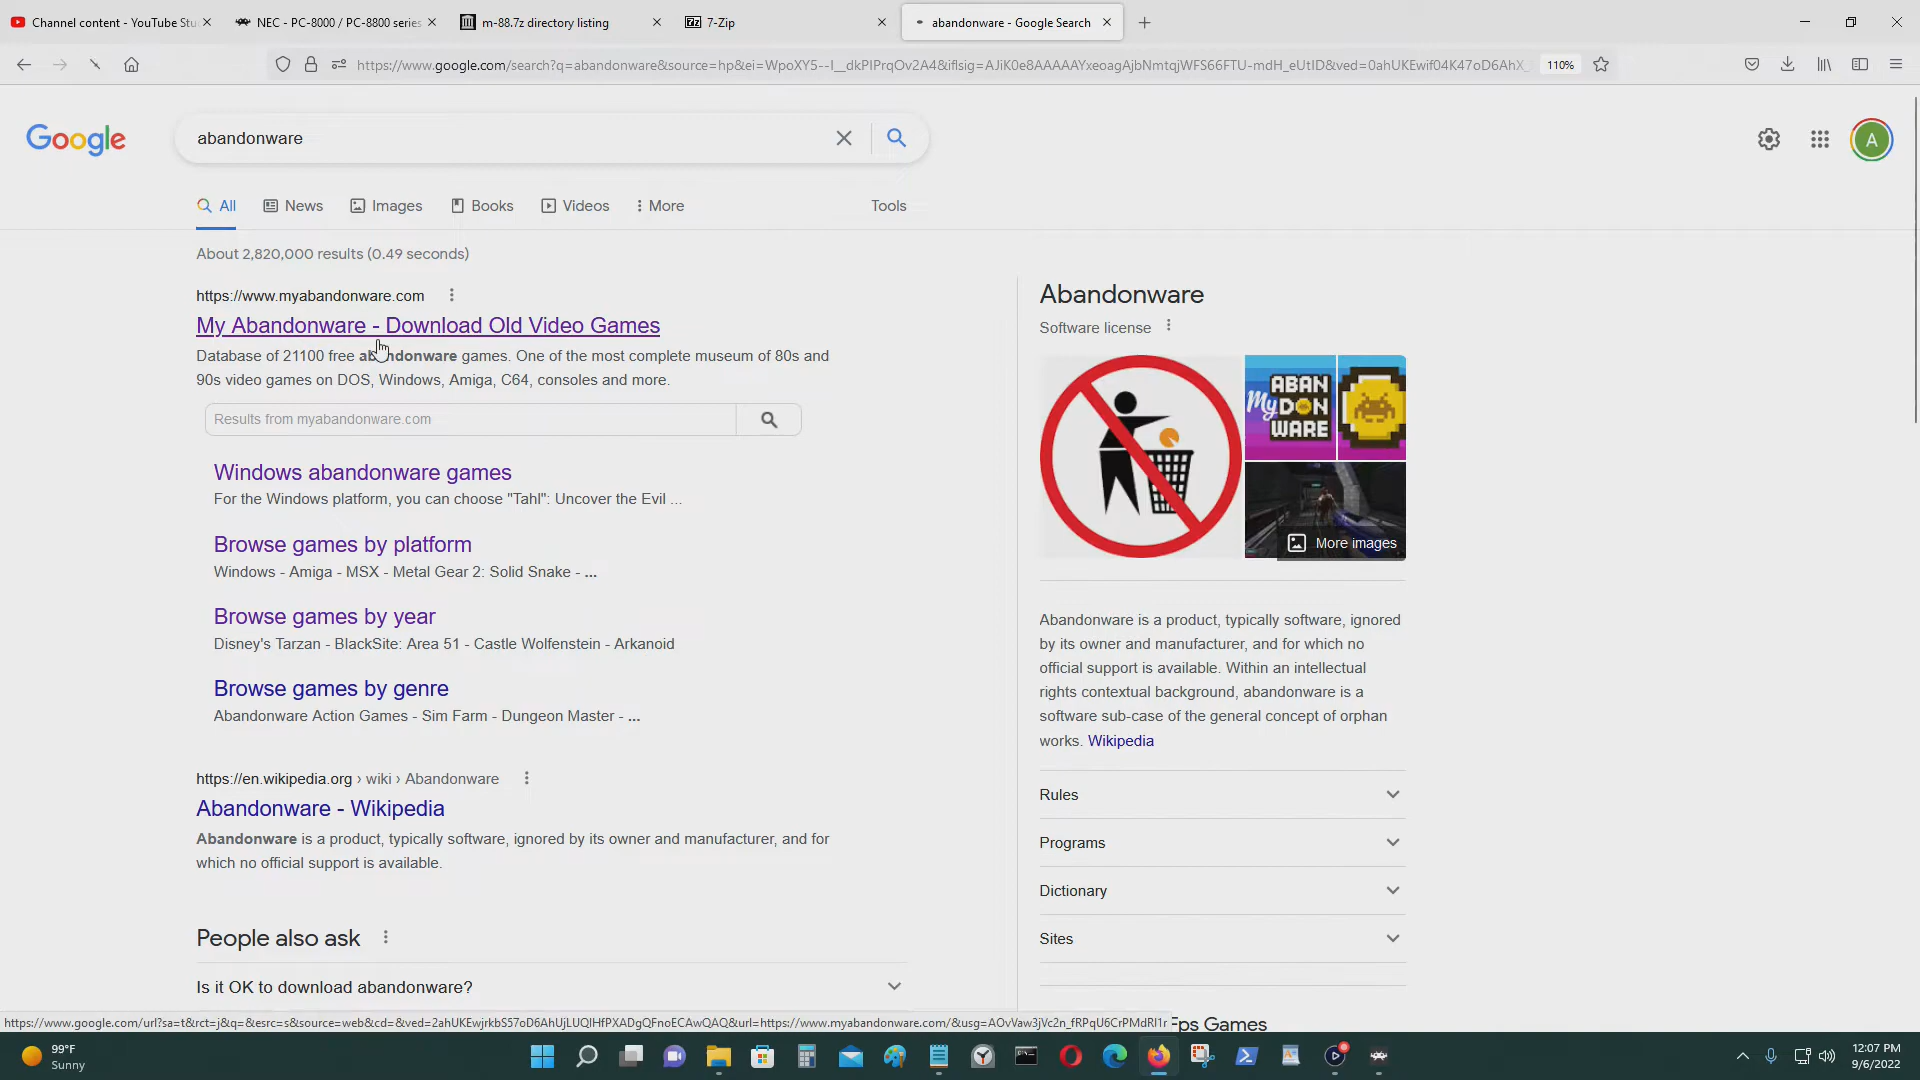 Channel content - YouTube Stu
NEC - PC-8000 / PC-8800 series
m-88.7z directory listing
7-Zip
abandonware - Google Search
https://www.google.com/search?q=abandonware&source=hp&ei=WpoXY5--I__dkPIPrqOv2A4&iflsig=AJiK0e8AAAAAYxeoagAjbNmtqjWFS66FTU-mdH_eUtID&ved=0ahUKEwif04K47oD6AhX_
110%
Google
abandonware
A
All
News
Images
Books
Videos
More
Tools
About 2,820,000 results (0.49 seconds)
https://www.myabandonware.com
My Abandonware - Download Old Video Games
Database of 21100 free abandonware games. One of the most complete museum of 80s and
90s video games on DOS, Windows, Amiga, C64, consoles and more.
Results from myabandonware.com
Windows abandonware games
For the Windows platform, you can choose "Tahl": Uncover the Evil ...
Browse games by platform
Windows - Amiga - MSX - Metal Gear 2: Solid Snake - ...
Browse games by year
Disney's Tarzan - BlackSite: Area 51 - Castle Wolfenstein - Arkanoid
Browse games by genre
Abandonware Action Games - Sim Farm - Dungeon Master - ...
https://en.wikipedia.org › wiki › Abandonware
Abandonware - Wikipedia
Abandonware is a product, typically software, ignored by its owner and manufacturer, and for
which no official support is available.
People also ask
Is it OK to download abandonware?
Abandonware
Software license
My
ABAN
DON
WARE
More images
Abandonware is a product, typically software, ignored
by its owner and manufacturer, and for which no
official support is available. Within an intellectual
rights contextual background, abandonware is a
software sub-case of the general concept of orphan
works. Wikipedia
Rules
Programs
Dictionary
Sites
Fps Games
https://www.google.com/url?sa=t&rct=j&q=&esrc=s&source=web&cd=&ved=2ahUKEwjrkbS57oD6AhUjLUQIHfPXADgQFnoECAwQAQ&url=https://www.myabandonware.com/&usg=AOvVaw3jVc2n_fRPqU6CrPMdRl1r
99°F
Sunny
12:07 PM
9/6/2022